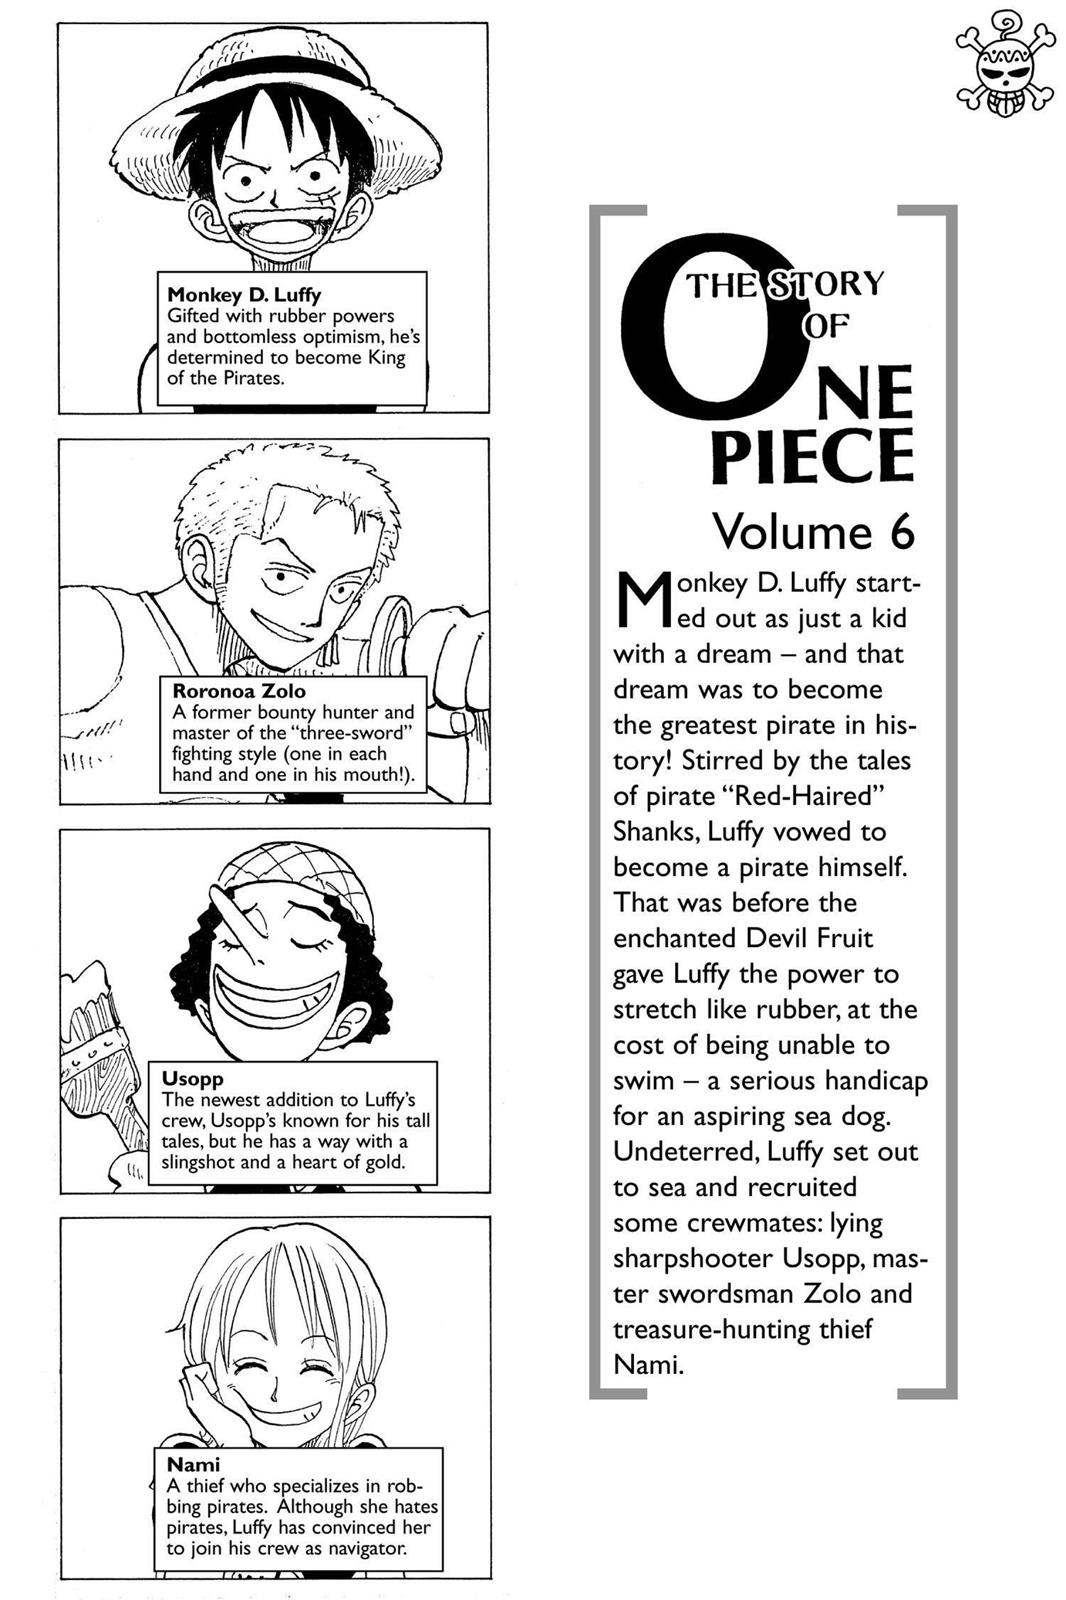 Monkey D. Luffy
Gifted with rubber powers
and bottomless optimism, he's
determined to become King
of the Pirates.
Roronoa Zolo
A former bounty hunter and
master of the “three-sword”
fighting style (one in each
hand and one in his mouth!).
Usopp
The newest addition to Luffy's
crew, Usopp's known for his tall
tales, but he has a way with a
slingshot and a heart of gold.
Nami
A thief who specializes in rob-
bing pirates. Although she hates
pirates, Luffy has convinced her
to join his crew as navigator.
THE STORY
OF
ONE
PIECE
Volume 6
Monkey D. Luffy start-
ed out as just a kid
with a dream – and that
dream was to become
the greatest pirate in his-
tory! Stirred by the tales
of pirate “Red-Haired”
Shanks, Luffy vowed to
become a pirate himself.
That was before the
enchanted Devil Fruit
gave Luffy the power to
stretch like rubber, at the
cost of being unable to
swim – a serious handicap
for an aspiring sea dog.
Undeterred, Luffy set out
to sea and recruited
some crewmates: lying
sharpshooter Usopp, mas-
ter swordsman Zolo and
treasure-hunting thief
Nami.